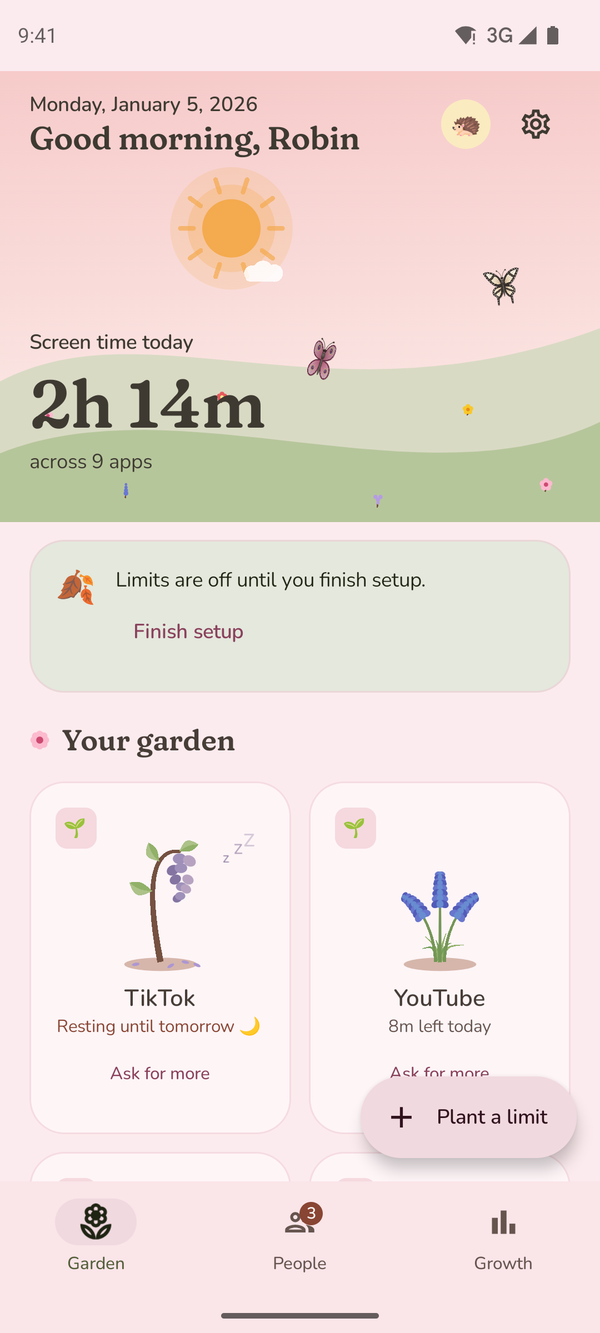 9:41
3G
Monday, January 5, 2026
Good morning, Robin
Screen time today
2h 14m
across 9 apps
Limits are off until you finish setup.
Finish setup
Your garden
z z Z
TikTok
Resting until tomorrow 🌙
Ask for more
YouTube
8m left today
Ask for more
Plant a limit
Garden
3
People
Growth